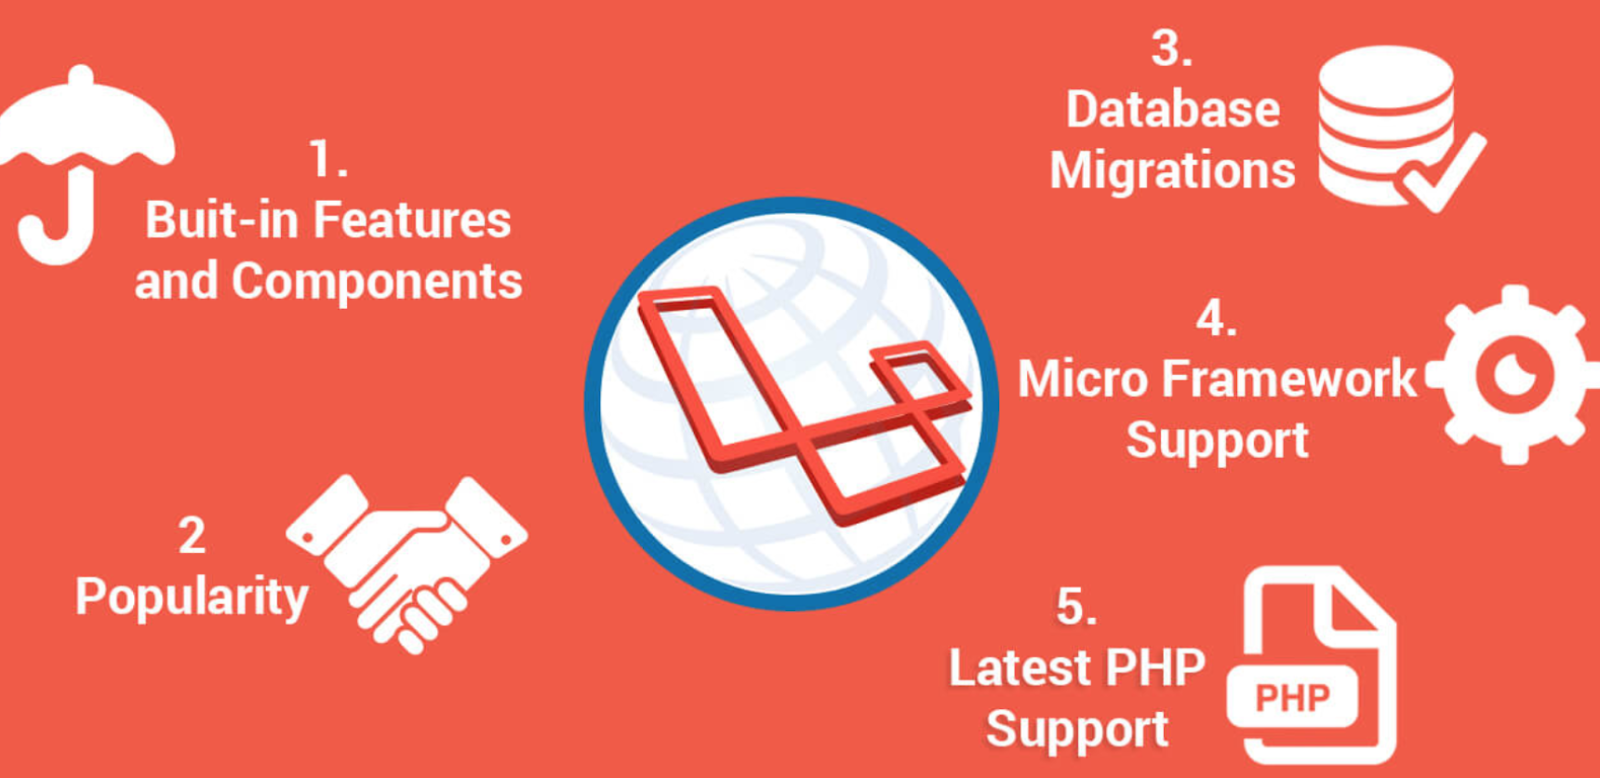 1.
Buit-in Features
and Components
2
Popularity
3.
Database
Migrations
4.
Micro Framework
Support
5.
Latest PHP
Support
PHP